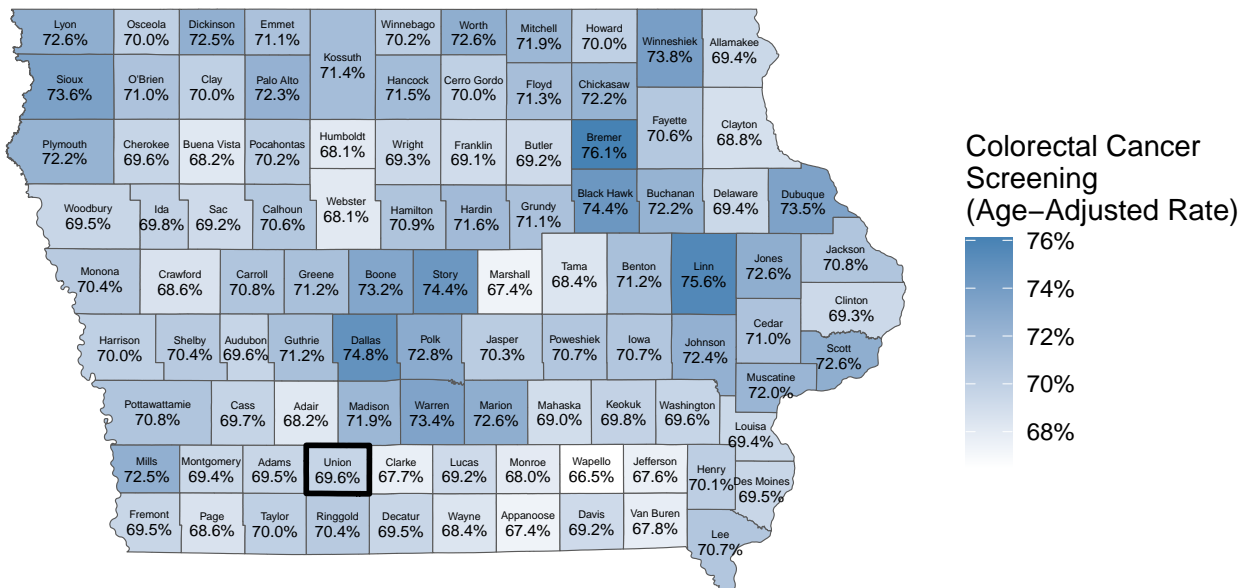 Lyon
72.6%
Osceola
70.0%
Dickinson
72.5%
Emmet
71.1%
Kossuth
71.4%
Winnebago
70.2%
Worth
72.6%
Mitchell
71.9%
Howard
70.0%
Winneshiek
73.8%
Allamakee
69.4%
Sioux
73.6%
O'Brien
71.0%
Clay
70.0%
Palo Alto
72.3%
Hancock
71.5%
Cerro Gordo
70.0%
Floyd
71.3%
Chickasaw
72.2%
Fayette
70.6%
Clayton
68.8%
Plymouth
72.2%
Cherokee
69.6%
Buena Vista
68.2%
Pocahontas
70.2%
Humboldt
68.1%
Wright
69.3%
Franklin
69.1%
Butler
69.2%
Bremer
76.1%
Woodbury
69.5%
Ida
69.8%
Sac
69.2%
Calhoun
70.6%
Webster
68.1%
Hamilton
70.9%
Hardin
71.6%
Grundy
71.1%
Black Hawk
74.4%
Buchanan
72.2%
Delaware
69.4%
Dubuque
73.5%
Monona
70.4%
Crawford
68.6%
Carroll
70.8%
Greene
71.2%
Boone
73.2%
Story
74.4%
Marshall
67.4%
Tama
68.4%
Benton
71.2%
Linn
75.6%
Jones
72.6%
Jackson
70.8%
Clinton
69.3%
Harrison
70.0%
Shelby
70.4%
Audubon
69.6%
Guthrie
71.2%
Dallas
74.8%
Polk
72.8%
Jasper
70.3%
Poweshiek
70.7%
Iowa
70.7%
Johnson
72.4%
Cedar
71.0%
Scott
72.6%
Muscatine
72.0%
Pottawattamie
70.8%
Cass
69.7%
Adair
68.2%
Madison
71.9%
Warren
73.4%
Marion
72.6%
Mahaska
69.0%
Keokuk
69.8%
Washington
69.6%
Louisa
69.4%
Mills
72.5%
Montgomery
69.4%
Adams
69.5%
Union
69.6%
Clarke
67.7%
Lucas
69.2%
Monroe
68.0%
Wapello
66.5%
Jefferson
67.6%
Henry
70.1%
Des Moines
69.5%
Fremont
69.5%
Page
68.6%
Taylor
70.0%
Ringgold
70.4%
Decatur
69.5%
Wayne
68.4%
Appanoose
67.4%
Davis
69.2%
Van Buren
67.8%
Lee
70.7%
Colorectal Cancer
Screening
(Age−Adjusted Rate)
76%
74%
72%
70%
68%